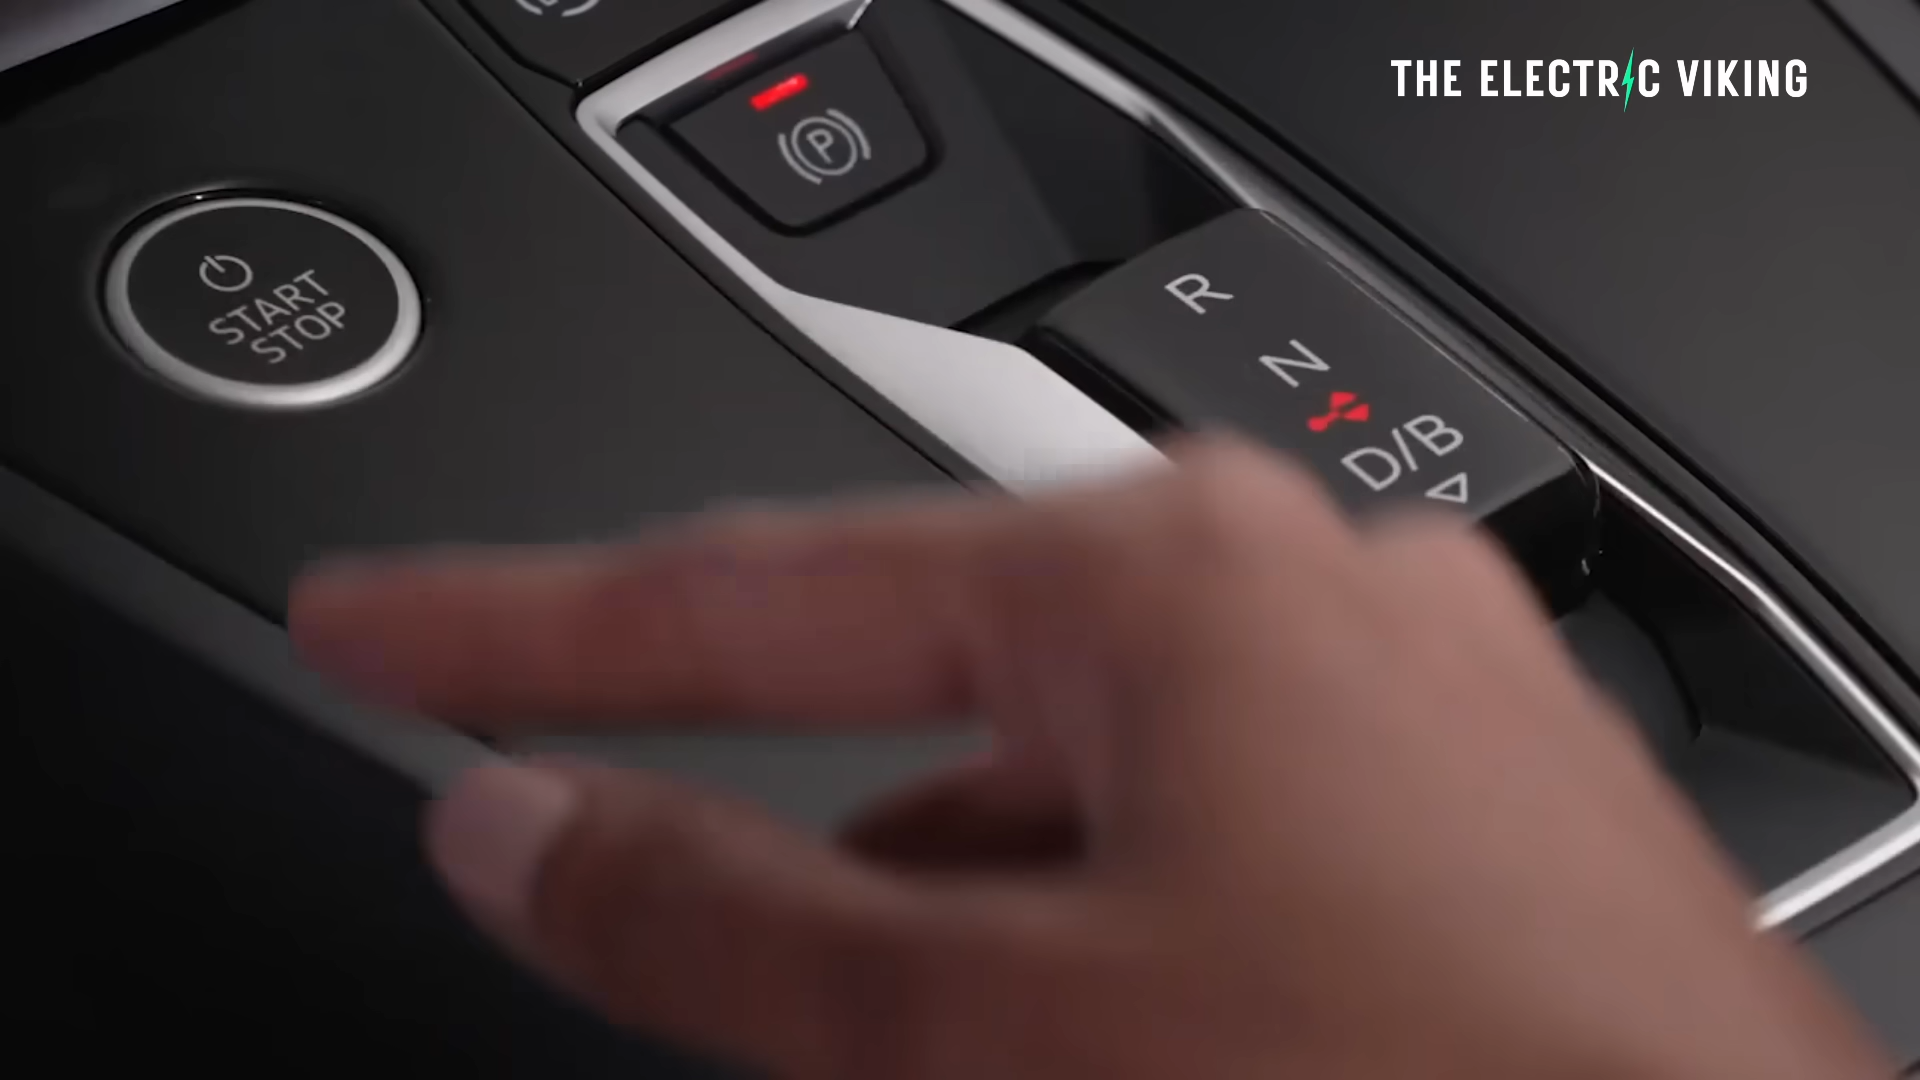 THE ELECTRIC VIKING
P
START
STOP
R
N
D/B